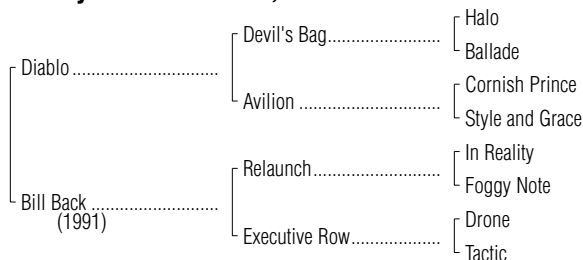 Halo
Devil's Bag
Ballade
Diablo
Cornish Prince
Avilion
Style and Grace
In Reality
Relaunch
Foggy Note
Bill Back
(1991)
Drone
Executive Row
Tactic